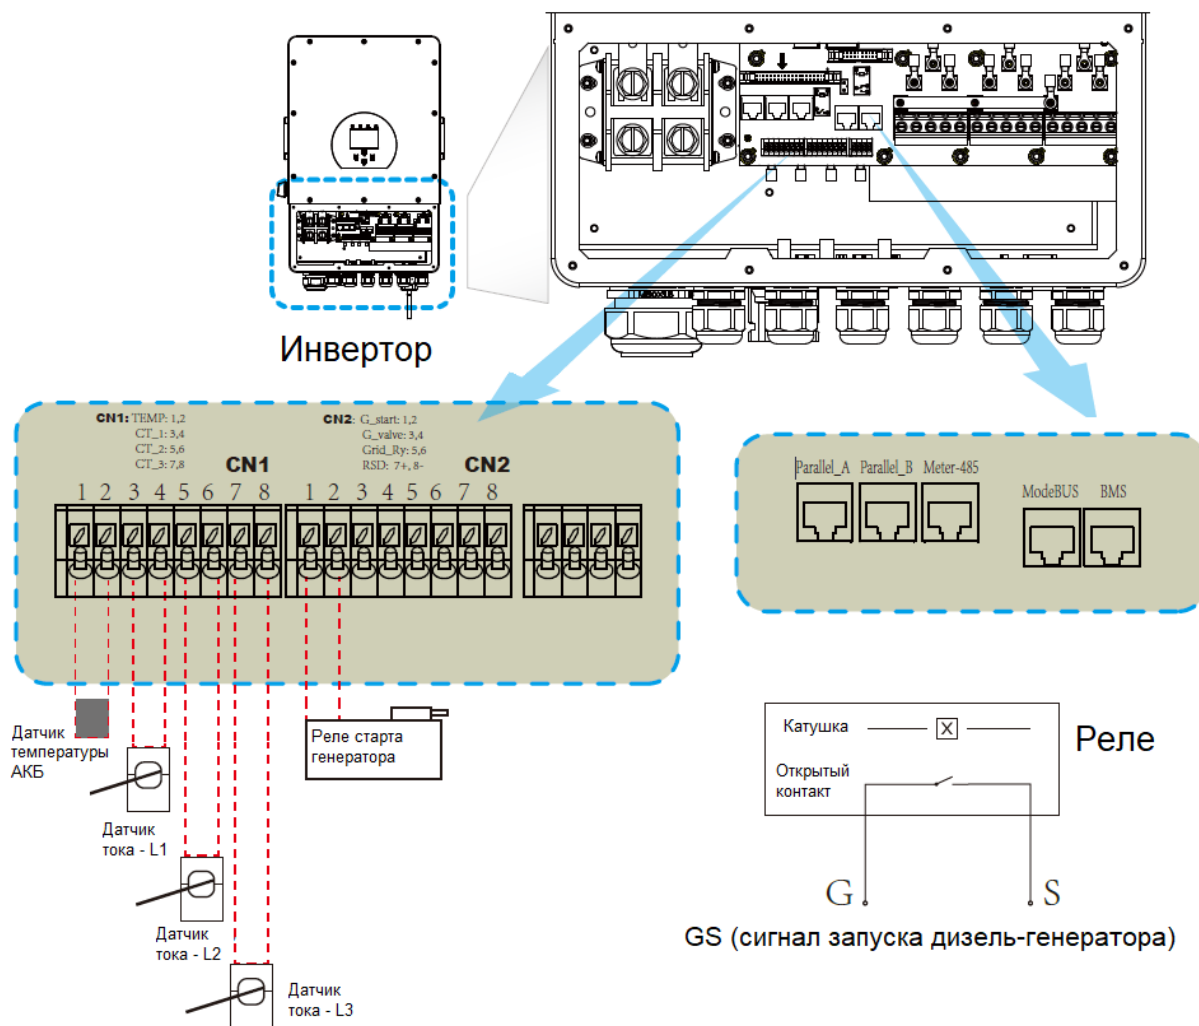 Инвертор
CN1: TEMP: 1,2
CT_1: 3,4
CT_2: 5,6
CT_3: 7,8
CN1
CN2: G_start: 1,2
G_valve: 3,4
Grid_Ry: 5,6
RSD: 7+, 8-
CN2
1 2 3 4 5 6 7 8
1 2 3 4 5 6 7 8
Parallel_A Parallel_B Meter-485
ModeBUS BMS
Датчик
температуры
АКБ
Реле старта
генератора
Датчик
тока - L1
Датчик
тока - L2
Датчик
тока - L3
Катушка
X
Реле
Открытый
контакт
G S
GS (сигнал запуска дизель-генератора)